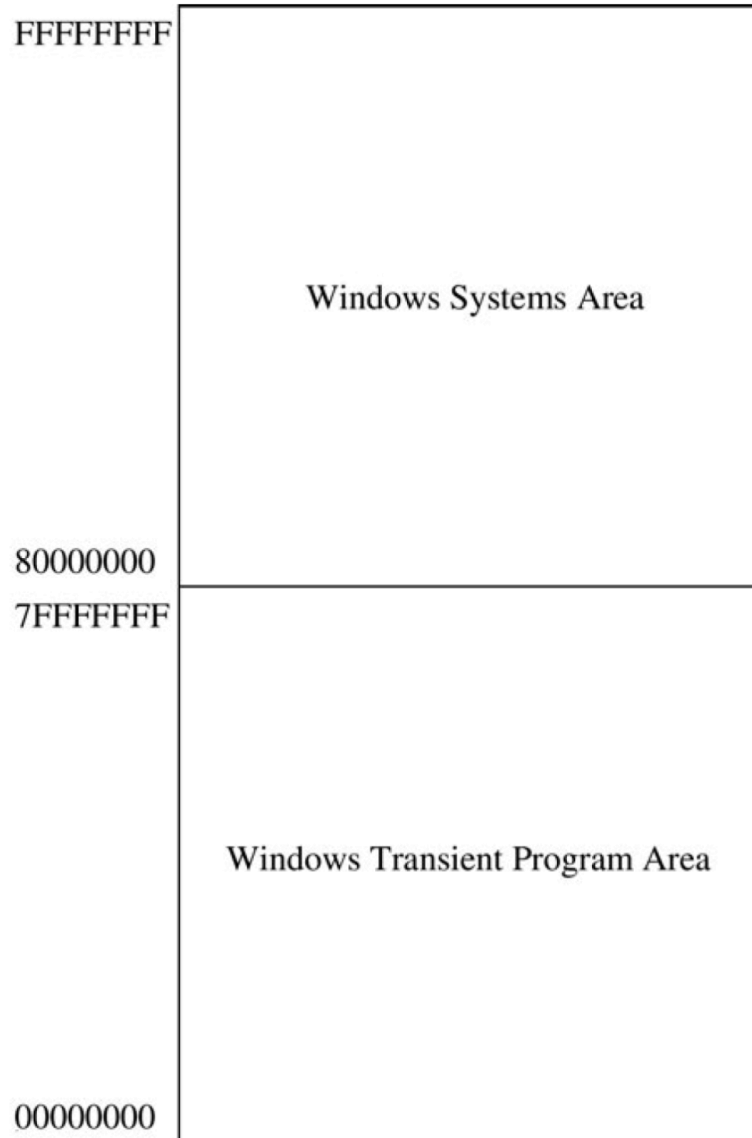 FFFFFFFF
Windows Systems Area
80000000
7FFFFFFF
Windows Transient Program Area
00000000